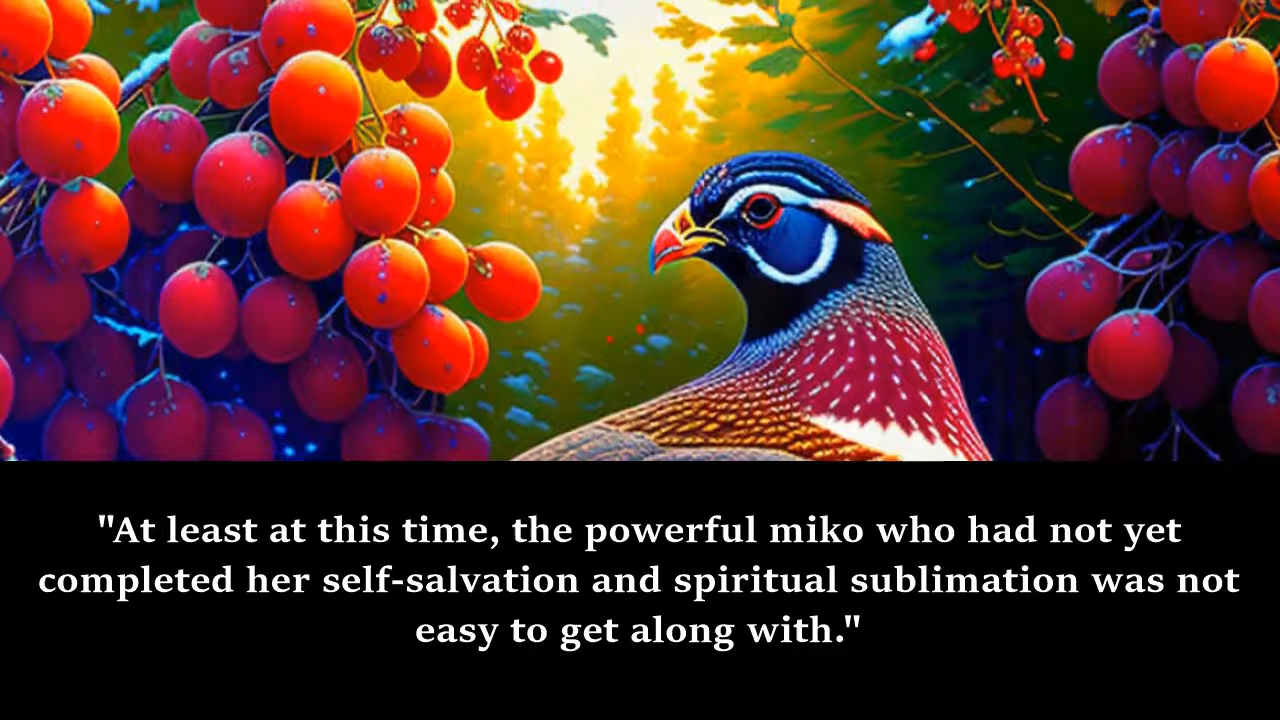 "At least at this time, the powerful miko who had not yet
completed her self-salvation and spiritual sublimation was not
easy to get along with."